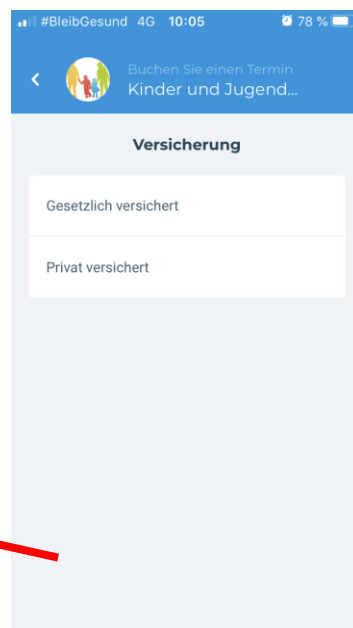 #BleibGesund 4G 10:05 78 %
Buchen Sie einen Termin
Kinder und Jugend...
Versicherung
Gesetzlich versichert
Privat versichert